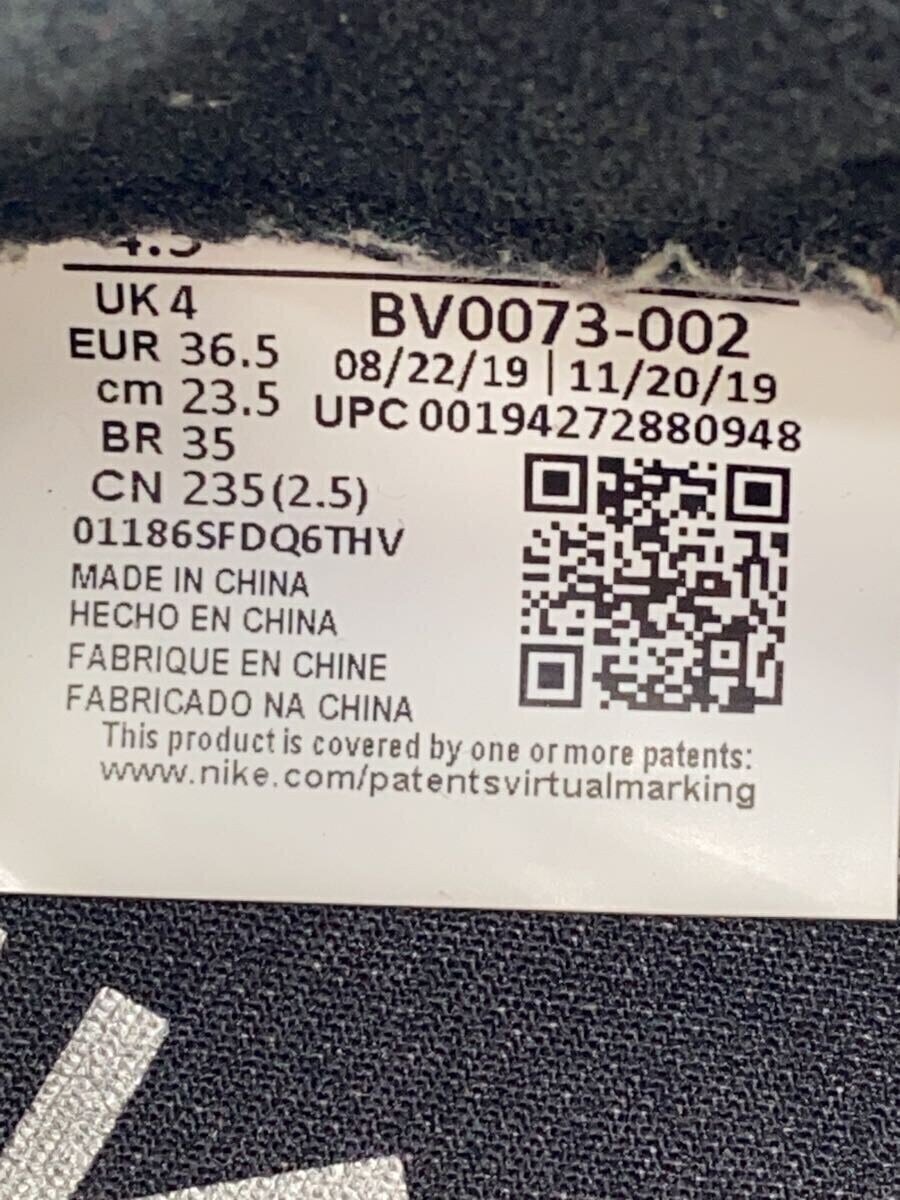 4.5
UK 4
EUR 36.5
cm 23.5
BR 35
CN 235(2.5)
BV0073-002
08/22/19 | 11/20/19
UPC 00194272880948
01186SFDQ6THV
MADE IN CHINA
HECHO EN CHINA
FABRIQUE EN CHINE
FABRICADO NA CHINA
This product is covered by one or more patents:
www.nike.com/patentsvirtualmarking